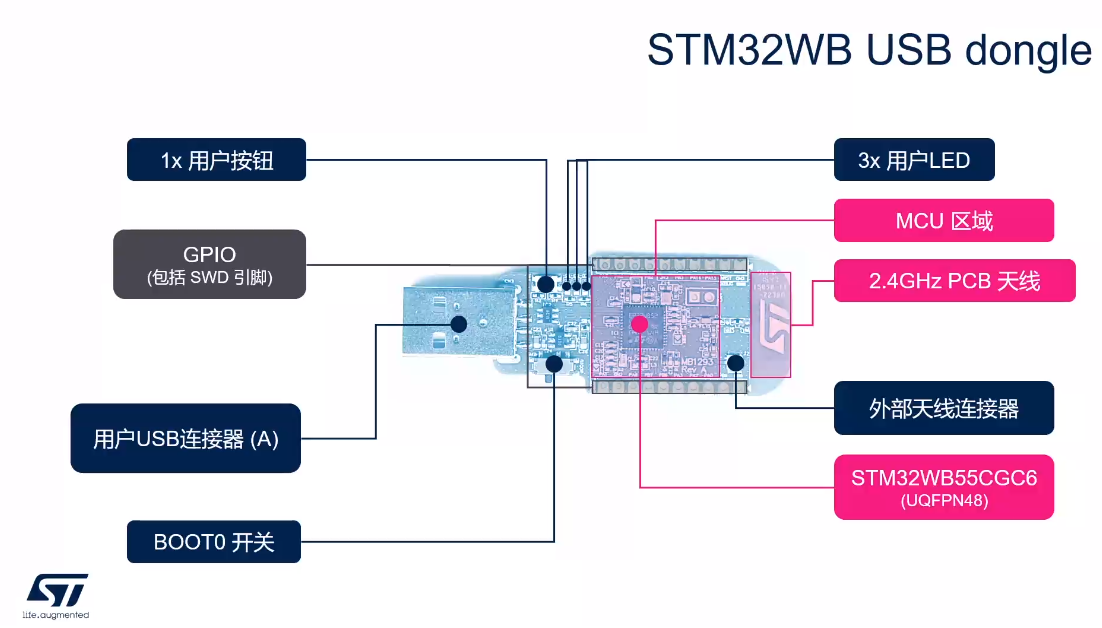 STM32WB USB dongle
1x 用户按钮
3x 用户LED
MCU 区域
GPIO
(包括 SWD 引脚)
2.4GHz PCB 天线
MB1293
Rev A
外部天线连接器
用户USB连接器 (A)
STM32WB55CGC6
(UQFPN48)
BOOT0 开关
ST
life.augmented